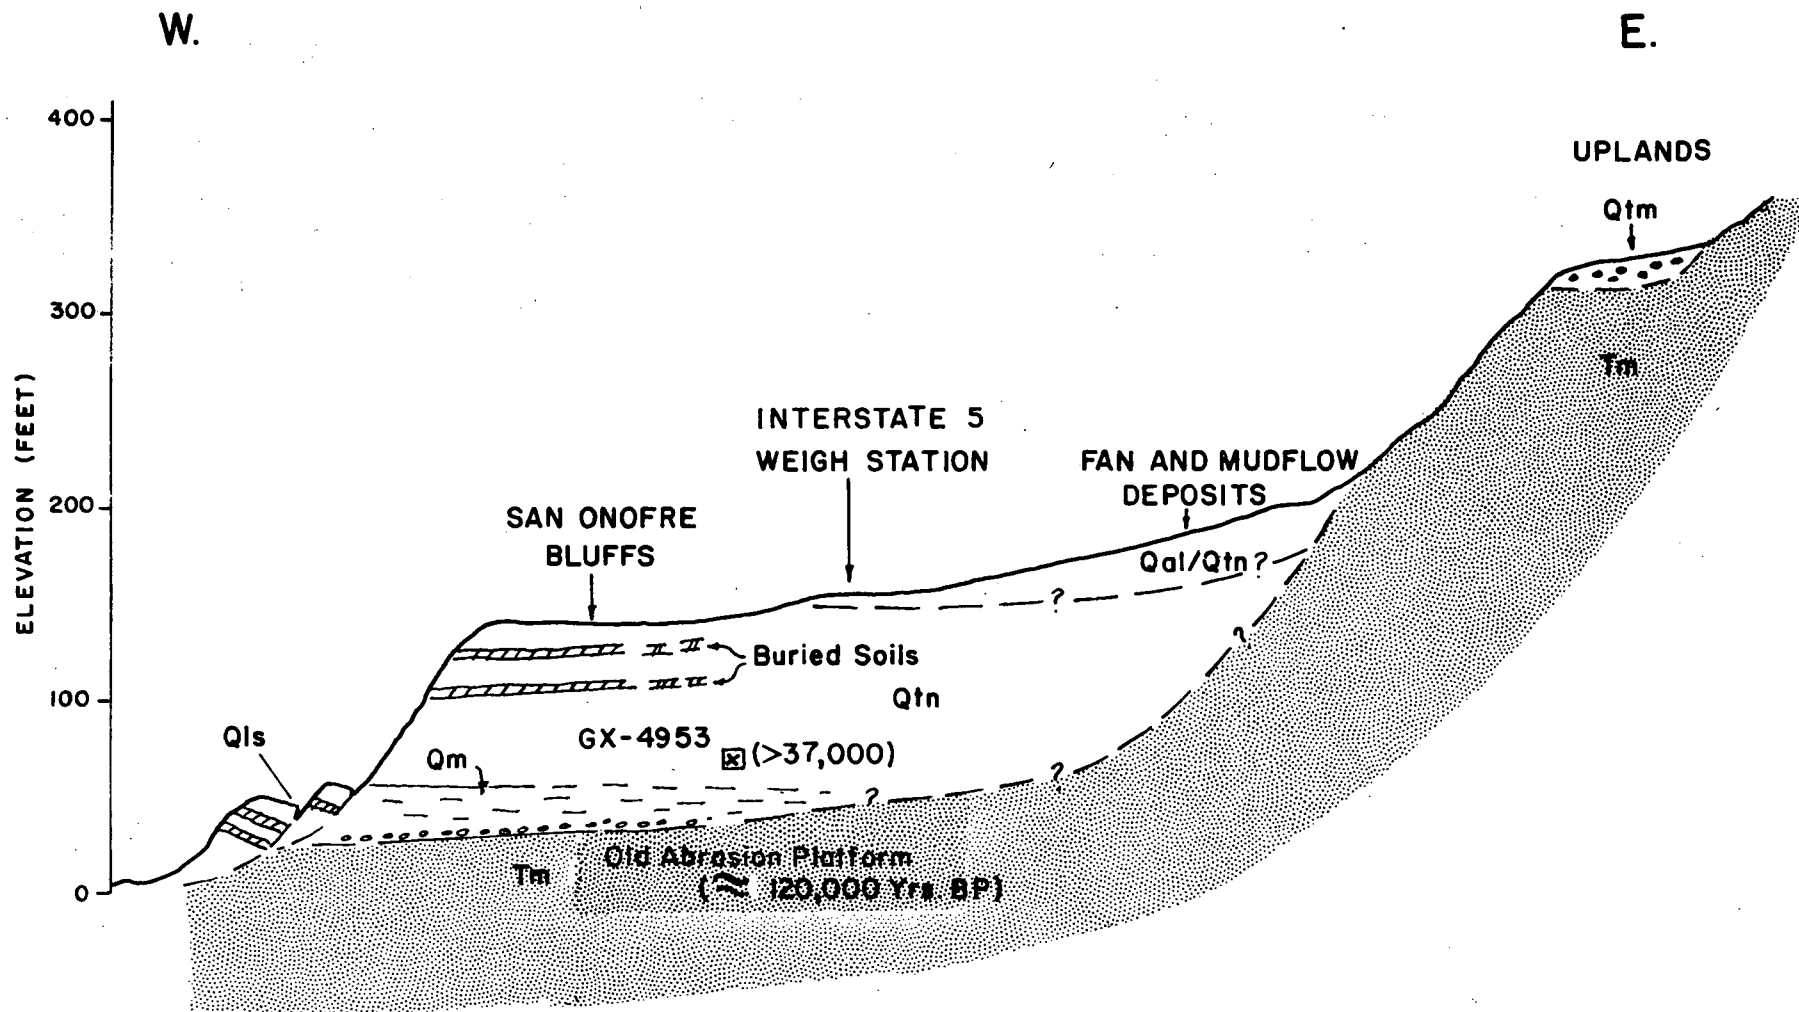 W.
E.
400
UPLANDS
Qtm
300
Tm
ELEVATION (FEET)
INTERSTATE 5
WEIGH STATION
FAN AND MUDFLOW
DEPOSITS
200
SAN ONOFRE
BLUFFS
Qal/Qtn?
?
?
Buried Soils
100
Qtn
Qls
GX-4953
(>37,000)
Qm
?
?
Old Abrasion Platform
Tm
(≈ 120,000 Yrs. BP)
0